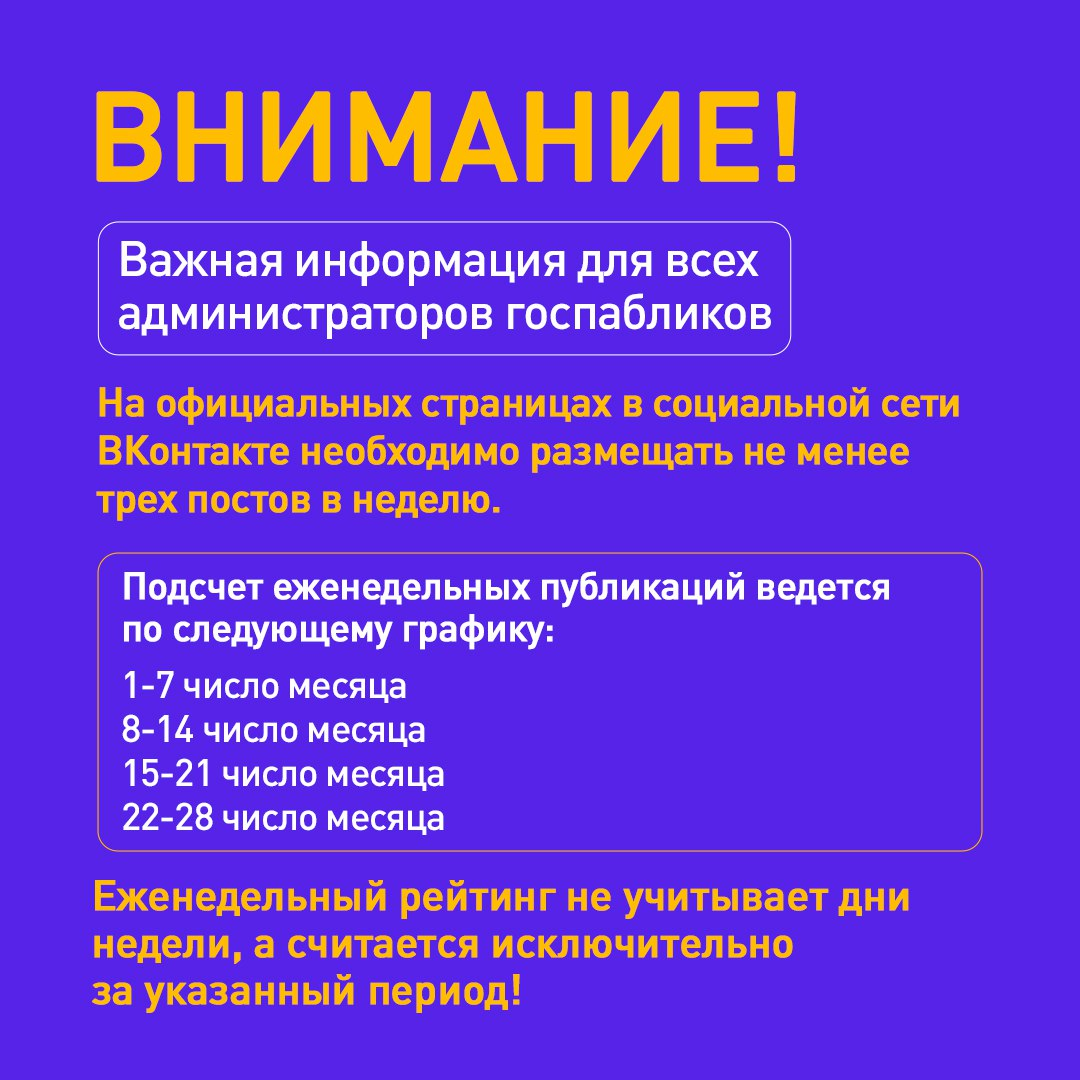 ВНИМАНИЕ!
Важная информация для всех
администраторов госпабликов
На официальных страницах в социальной сети
ВКонтакте необходимо размещать не менее
трех постов в неделю.
Подсчет еженедельных публикаций ведется
по следующему графику:
1-7 число месяца
8-14 число месяца
15-21 число месяца
22-28 число месяца
Еженедельный рейтинг не учитывает дни
недели, а считается исключительно
за указанный период!